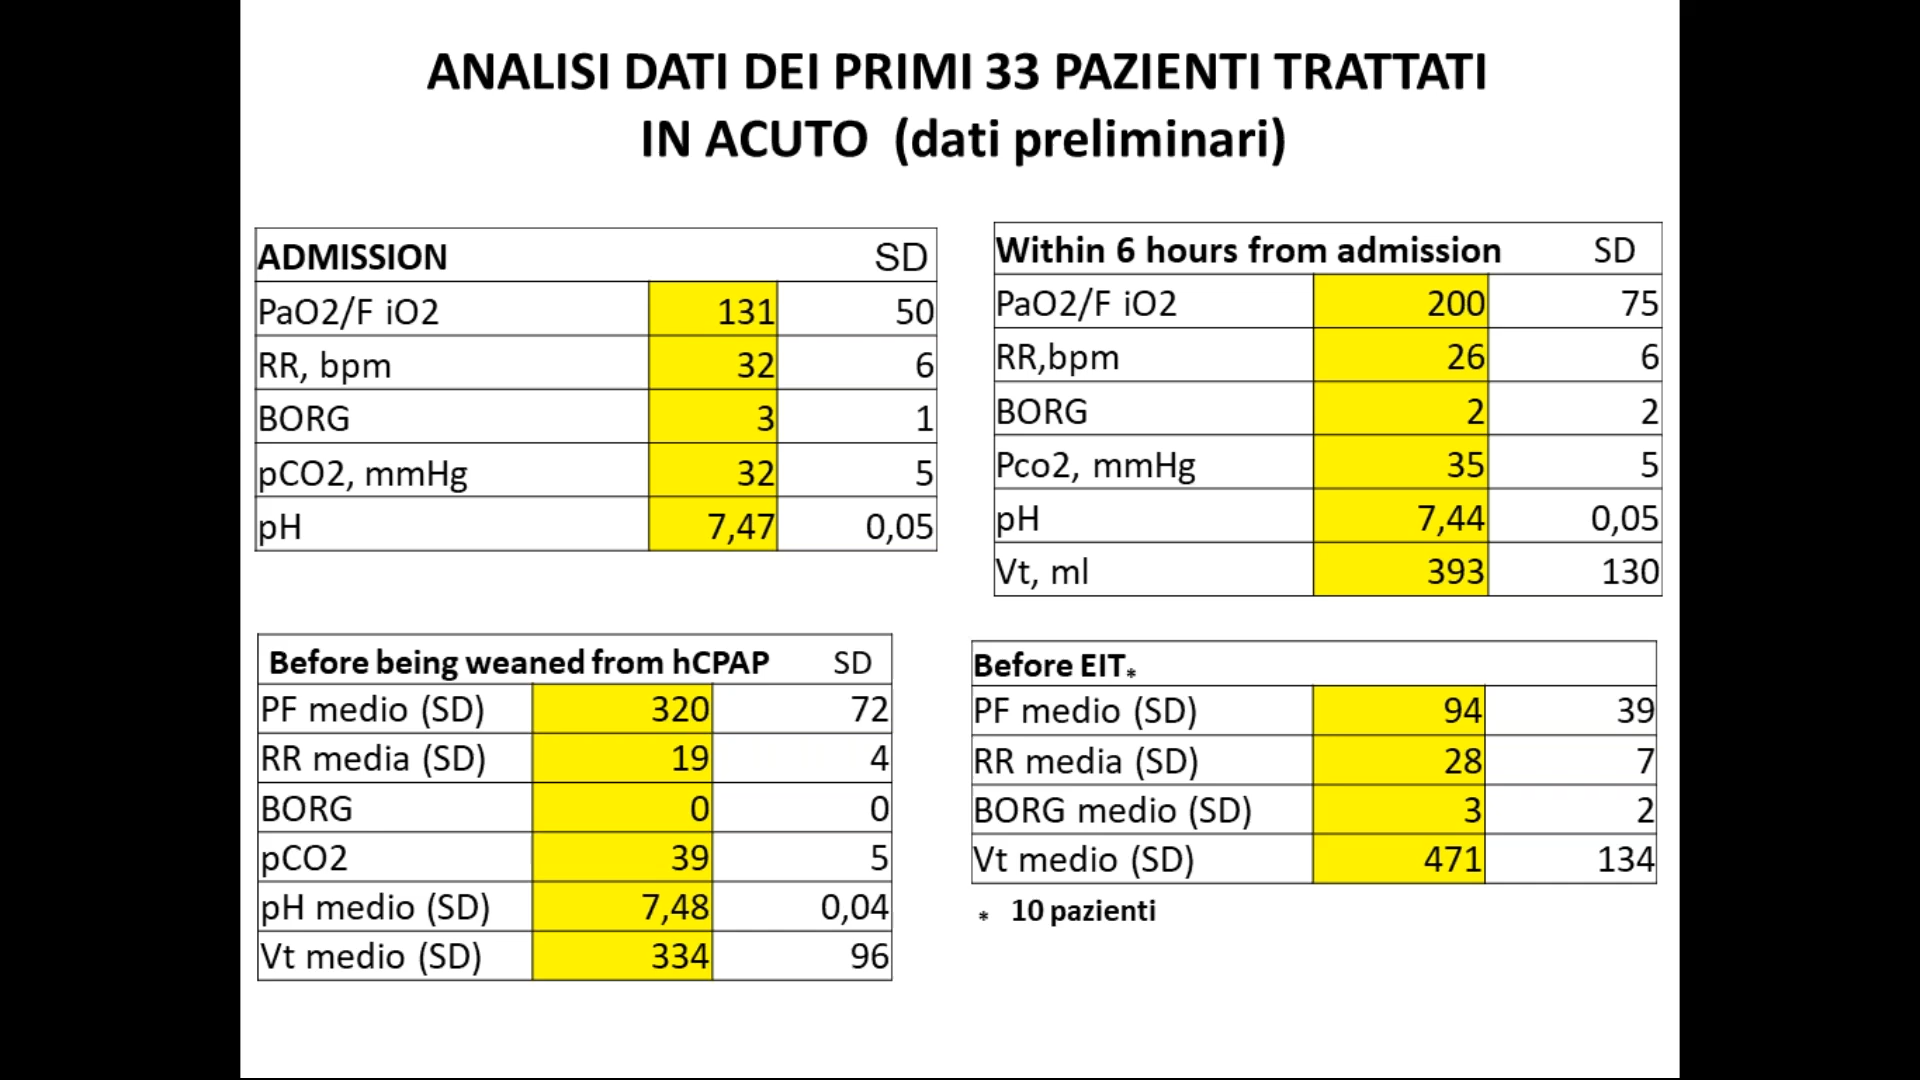 ANALISI DATI DEI PRIMI 33 PAZIENTI TRATTATI
IN ACUTO (dati preliminari)
ADMISSION SD
PaO2/F iO2 131 50
RR, bpm 32 6
BORG 3 1
pCO2, mmHg 32 5
pH 7,47 0,05
Within 6 hours from admission SD
PaO2/F iO2 200 75
RR,bpm 26 6
BORG 2 2
Pco2, mmHg 35 5
pH 7,44 0,05
Vt, ml 393 130
Before being weaned from hCPAP SD
PF medio (SD) 320 72
RR media (SD) 19 4
BORG 0 0
pCO2 39 5
pH medio (SD) 7,48 0,04
Vt medio (SD) 334 96
Before EIT*
PF medio (SD) 94 39
RR media (SD) 28 7
BORG medio (SD) 3 2
Vt medio (SD) 471 134
* 10 pazienti